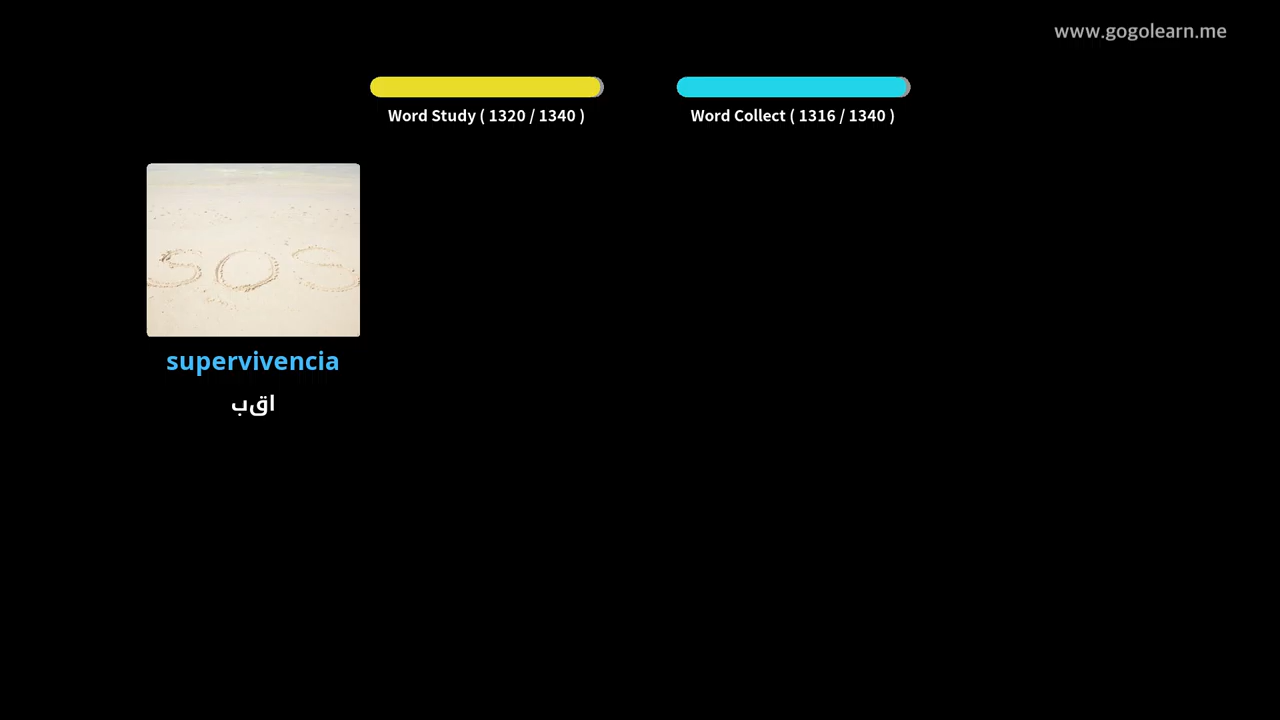 www.gogolearn.me
Word Study ( 1320 / 1340 )
Word Collect ( 1316 / 1340 )
SOS
supervivencia
اقب